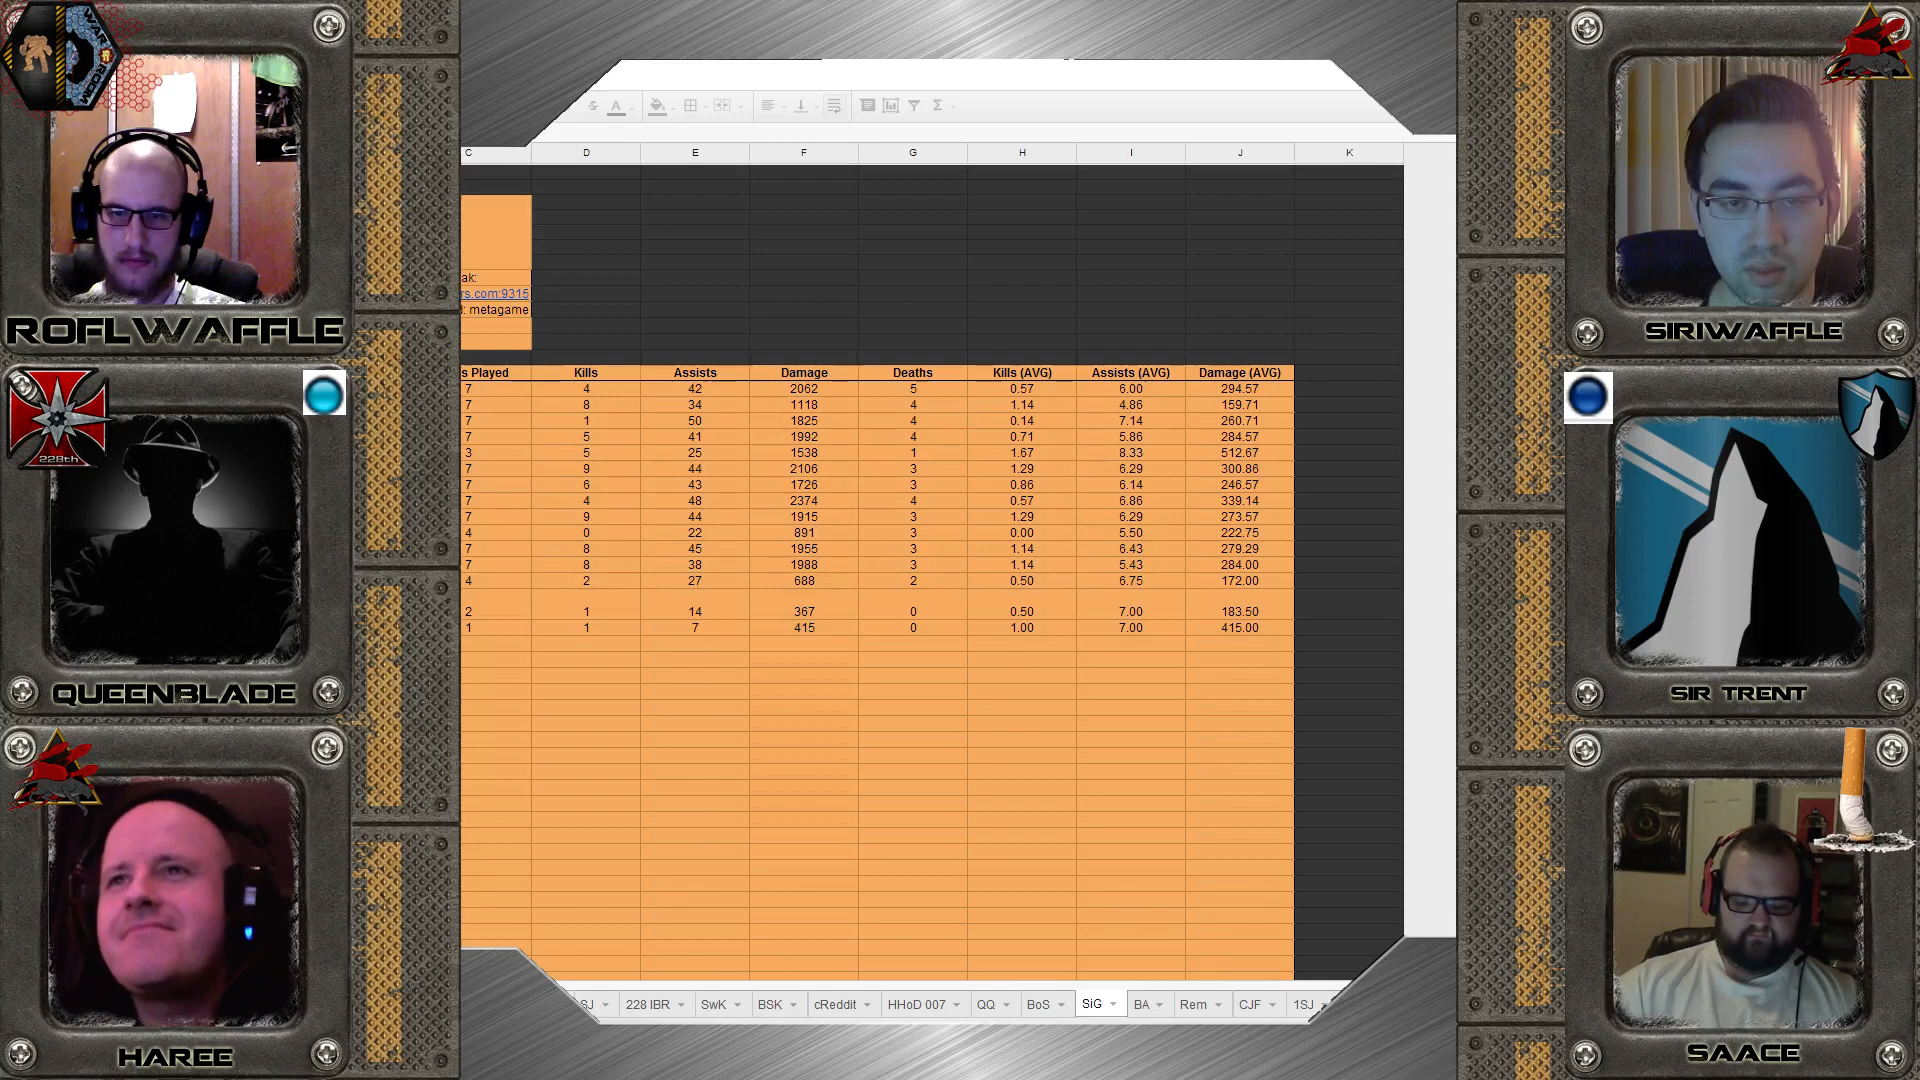 WAR ROOM
ROFLWAFFLE
228th
QUEENBLADE
HAREE
SIRIWAFFLE
SIR TRENT
SAACE
C D E F G H I J K
ak:
rs.com:9315
d: metagame
s Played Kills Assists Damage Deaths Kills (AVG) Assists (AVG) Damage (AVG)
7 4 42 2062 5 0.57 6.00 294.57
7 8 34 1118 4 1.14 4.86 159.71
7 1 50 1825 4 0.14 7.14 260.71
7 5 41 1992 4 0.71 5.86 284.57
3 5 25 1538 1 1.67 8.33 512.67
7 9 44 2106 3 1.29 6.29 300.86
7 6 43 1726 3 0.86 6.14 246.57
7 4 48 2374 4 0.57 6.86 339.14
7 9 44 1915 3 1.29 6.29 273.57
4 0 22 891 3 0.00 5.50 222.75
7 8 45 1955 3 1.14 6.43 279.29
7 8 38 1988 3 1.14 5.43 284.00
4 2 27 688 2 0.50 6.75 172.00
2 1 14 367 0 0.50 7.00 183.50
1 1 7 415 0 1.00 7.00 415.00
SJ 228 IBR SwK BSK cReddit HHoD 007 QQ BoS SiG BA Rem CJF 1SJ